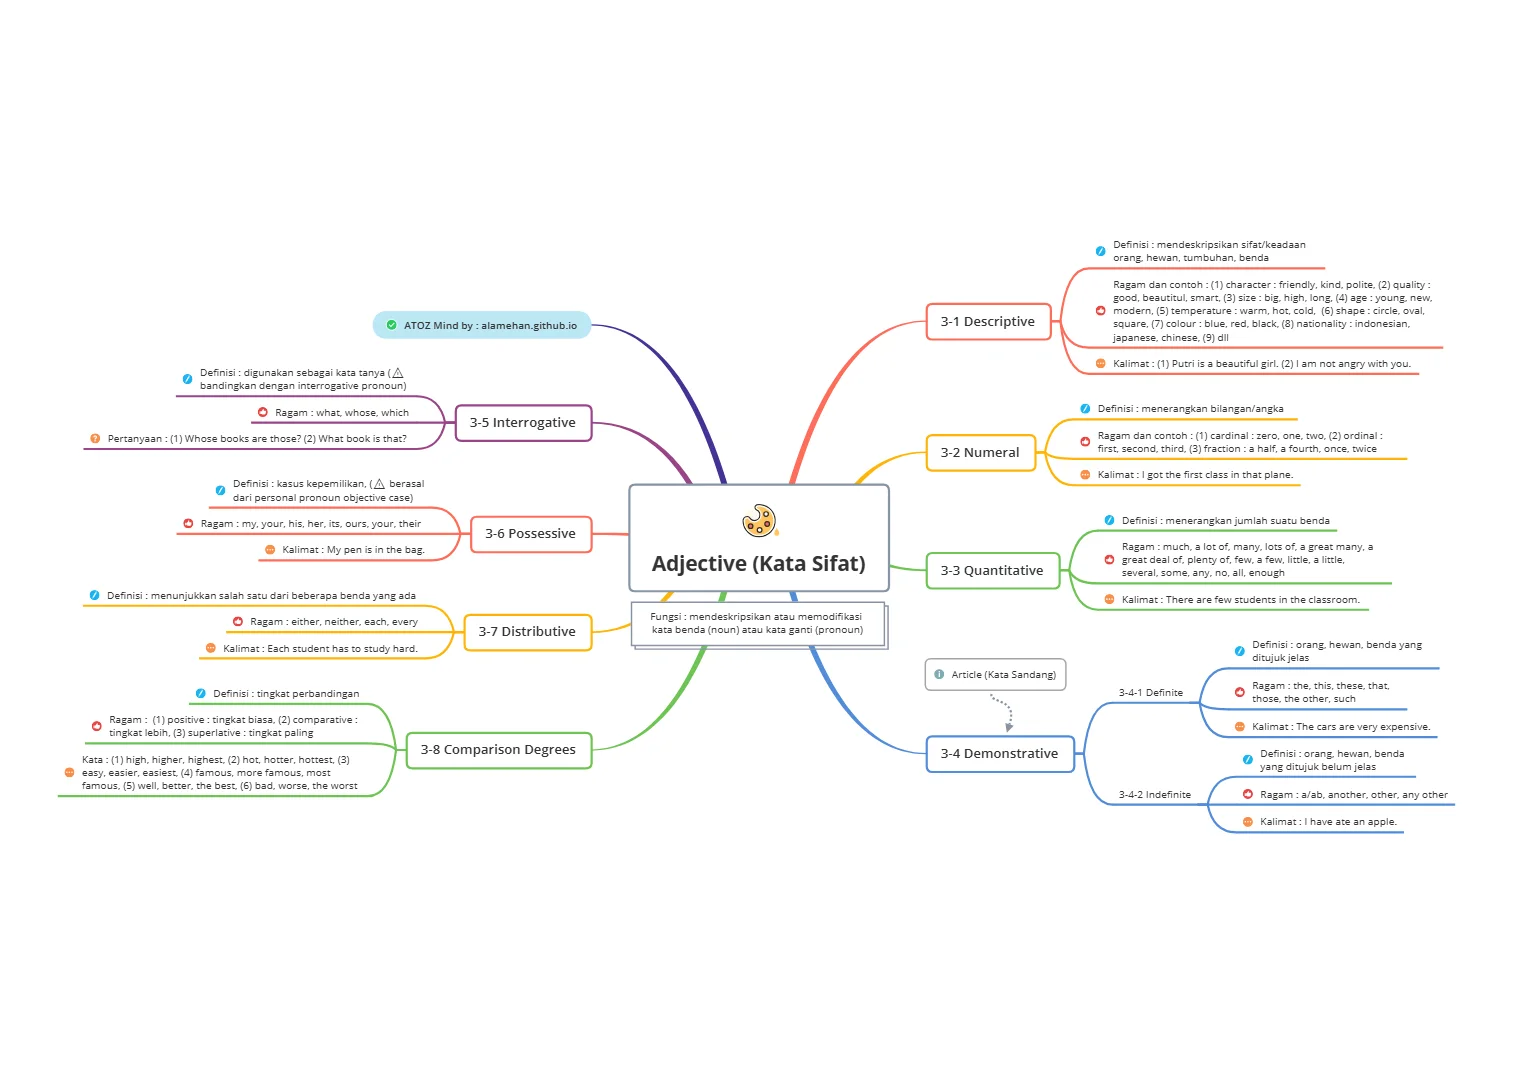 Adjective (Kata Sifat)
Fungsi : mendeskripsikan atau memodifikasi
kata benda (noun) atau kata ganti (pronoun)
3-1 Descriptive
Definisi : mendeskripsikan sifat/keadaan
orang, hewan, tumbuhan, benda
Ragam dan contoh : (1) character : friendly, kind, polite, (2) quality :
good, beautitul, smart, (3) size : big, high, long, (4) age : young, new,
modern, (5) temperature : warm, hot, cold, (6) shape : circle, oval,
square, (7) colour : blue, red, black, (8) nationality : indonesian,
japanese, chinese, (9) dll
Kalimat : (1) Putri is a beautiful girl. (2) I am not angry with you.
3-2 Numeral
Definisi : menerangkan bilangan/angka
Ragam dan contoh : (1) cardinal : zero, one, two, (2) ordinal :
first, second, third, (3) fraction : a half, a fourth, once, twice
Kalimat : I got the first class in that plane.
3-3 Quantitative
Definisi : menerangkan jumlah suatu benda
Ragam : much, a lot of, many, lots of, a great many, a
great deal of, plenty of, few, a few, little, a little,
several, some, any, no, all, enough
Kalimat : There are few students in the classroom.
Article (Kata Sandang)
3-4 Demonstrative
3-4-1 Definite
Definisi : orang, hewan, benda yang
ditujuk jelas
Ragam : the, this, these, that,
those, the other, such
Kalimat : The cars are very expensive.
3-4-2 Indefinite
Definisi : orang, hewan, benda
yang ditujuk belum jelas
Ragam : a/ab, another, other, any other
Kalimat : I have ate an apple.
ATOZ Mind by : alamehan.github.io
3-5 Interrogative
Definisi : digunakan sebagai kata tanya (⚠
bandingkan dengan interrogative pronoun)
Ragam : what, whose, which
Pertanyaan : (1) Whose books are those? (2) What book is that?
3-6 Possessive
Definisi : kasus kepemilikan, (⚠ berasal
dari personal pronoun objective case)
Ragam : my, your, his, her, its, ours, your, their
Kalimat : My pen is in the bag.
3-7 Distributive
Definisi : menunjukkan salah satu dari beberapa benda yang ada
Ragam : either, neither, each, every
Kalimat : Each student has to study hard.
3-8 Comparison Degrees
Definisi : tingkat perbandingan
Ragam : (1) positive : tingkat biasa, (2) comparative :
tingkat lebih, (3) superlative : tingkat paling
Kata : (1) high, higher, highest, (2) hot, hotter, hottest, (3)
easy, easier, easiest, (4) famous, more famous, most
famous, (5) well, better, the best, (6) bad, worse, the worst